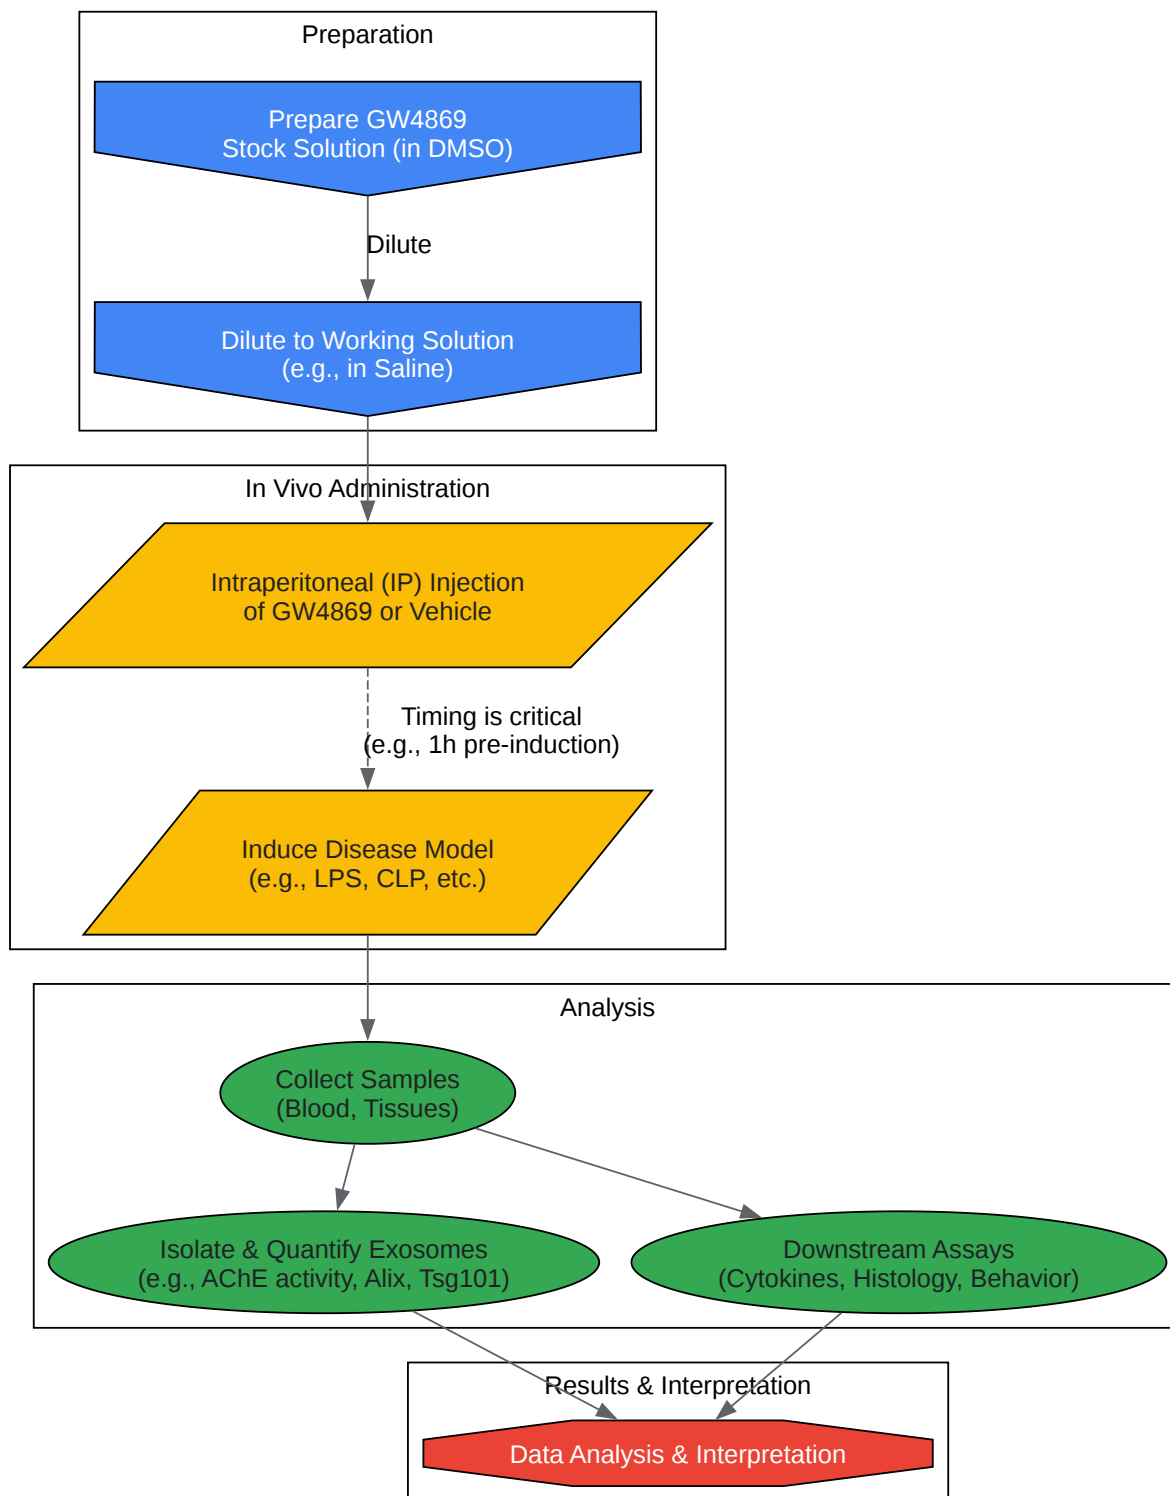 Preparation
Prepare GW4869
Stock Solution (in DMSO)
Dilute
Dilute to Working Solution
(e.g., in Saline)
In Vivo Administration
Intraperitoneal (IP) Injection
of GW4869 or Vehicle
Timing is critical
(e.g., 1h pre-induction)
Induce Disease Model
(e.g., LPS, CLP, etc.)
Analysis
Collect Samples
(Blood, Tissues)
Isolate & Quantify Exosomes
(e.g., AChE activity, Alix, Tsg101)
Downstream Assays
(Cytokines, Histology, Behavior)
Results & Interpretation
Data Analysis & Interpretation